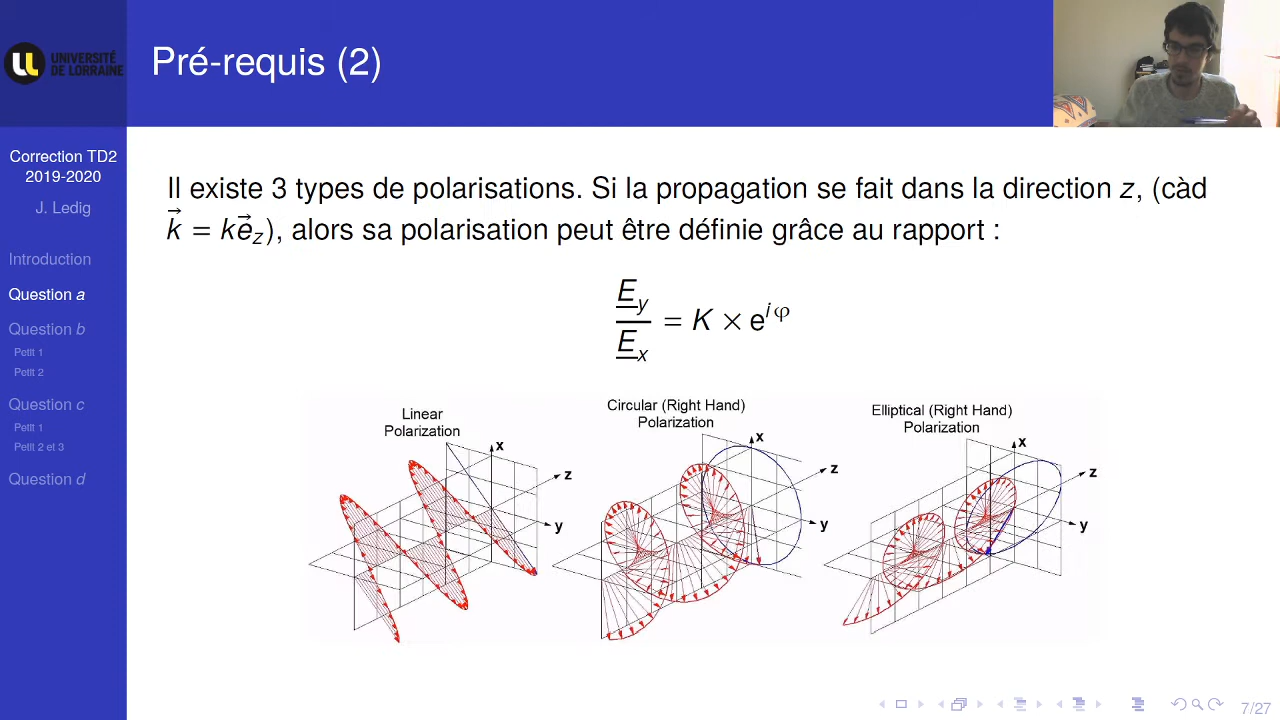 UNIVERSITÉ
DE LORRAINE
Pré-requis (2)
Correction TD2
2019-2020
J. Ledig
Introduction
Question a
Question b
Petit 1
Petit 2
Question c
Petit 1
Petit 2 et 3
Question d
Il existe 3 types de polarisations. Si la propagation se fait dans la direction z, (càd
k⃗ = ke⃗_z), alors sa polarisation peut être définie grâce au rapport :
E_y / E_x = K × e^{iφ}
Linear
Polarization
x
z
y
Circular (Right Hand)
Polarization
x
z
y
Elliptical (Right Hand)
Polarization
x
z
y
7/27